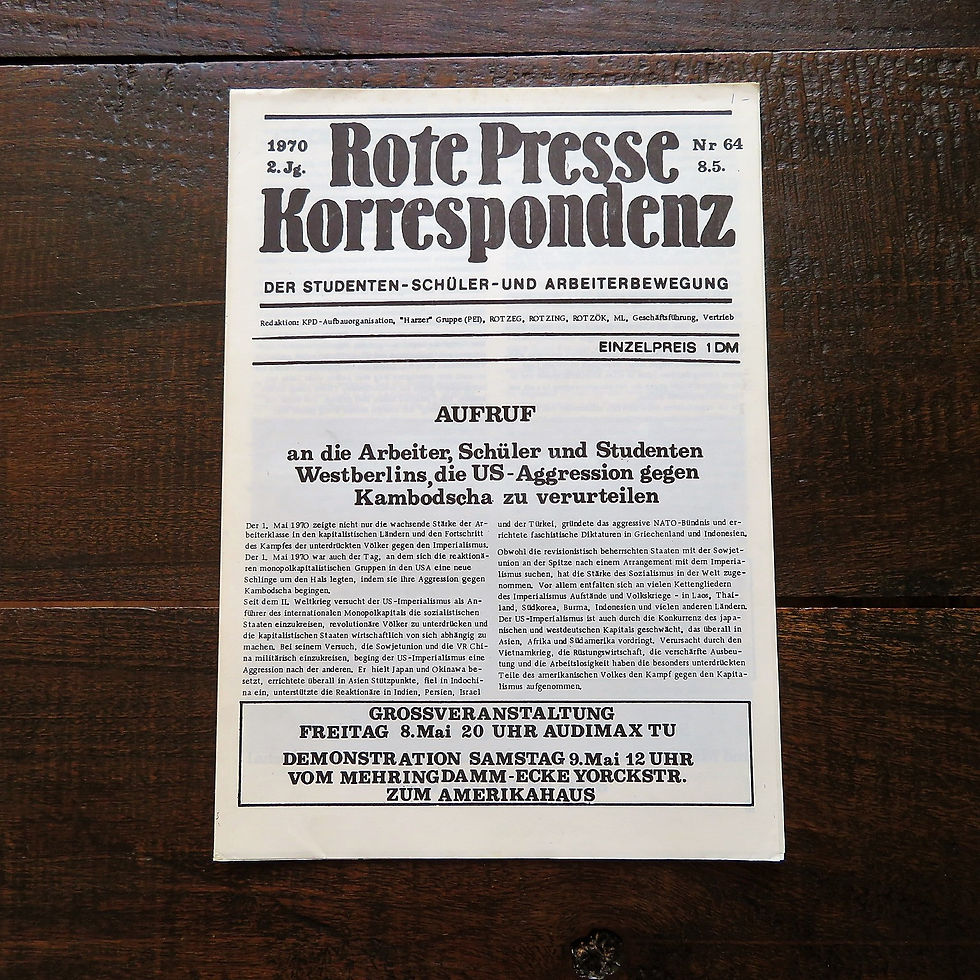 1970
2. Jg.
Rote Presse
Korrespondenz
Nr 64
8.5.
DER STUDENTEN-SCHÜLER-UND ARBEITERBEWEGUNG
Redaktion: KPD-Aufbauorganisation, "Harzer" Gruppe (PEI), ROTZEG, ROTZING, ROTZÖK, ML, Geschäftsführung, Vertrieb
EINZELPREIS 1DM
AUFRUF
an die Arbeiter, Schüler und Studenten
Westberlins, die US-Aggression gegen
Kambodscha zu verurteilen
Der 1. Mai 1970 zeigte nicht nur die wachsende Stärke der Ar-
beiterklasse in den kapitalistischen Ländern und den Fortschritt
des Kampfes der unterdrückten Völker gegen den Imperialismus.
Der 1. Mai 1970 war auch der Tag, an dem sich die reaktionä-
ren monopolkapitalistischen Gruppen in den USA eine neue
Schlinge um den Hals legten, indem sie ihre Aggression gegen
Kambodscha begingen.
Seit dem II. Weltkrieg versucht der US-Imperialismus als An-
führer des internationalen Monopolkapitals die sozialistischen
Staaten einzukreisen, revolutionäre Völker zu unterdrücken und
die kapitalistischen Staaten wirtschaftlich von sich abhängig zu
machen. Bei seinem Versuch, die Sowjetunion und die VR Chi-
na militärisch einzukreisen, beging der US-Imperialismus eine
Aggression nach der anderen. Er hielt Japan und Okinawa be-
setzt, errichtete überall in Asien Stützpunkte, fiel in Indochi-
na ein, unterstützte die Reaktionäre in Indien, Persien, Israel
und der Türkei, gründete das aggressive NATO-Bündnis und er-
richtete faschistische Diktaturen in Griechenland und Indonesien.
Obwohl die revisionistisch beherrschten Staaten mit der Sowjet-
union an der Spitze nach einem Arrangement mit dem Imperia-
lismus suchen, hat die Stärke des Sozialismus in der Welt zuge-
nommen. Vor allem entfalten sich an vielen Kettengliedern
des Imperialismus Aufstände und Volkskriege - in Laos, Thai-
land, Südkorea, Burma, Indonesien und vielen anderen Ländern.
Der US-Imperialismus ist auch durch die Konkurrenz des japa-
nischen und westdeutschen Kapitals geschwächt, das überall in
Asien, Afrika und Südamerika vordringt. Verursacht durch den
Vietnamkrieg, die Rüstungswirtschaft, die verschärfte Ausbeu-
tung und die Arbeitslosigkeit haben die besonders unterdrückten
Teile des amerikanischen Volkes den Kampf gegen den Kapita-
lismus aufgenommen.
GROSSVERANSTALTUNG
FREITAG 8.Mai 20 UHR AUDIMAX TU
DEMONSTRATION SAMSTAG 9.Mai 12 UHR
VOM MEHRINGDAMM-ECKE YORCKSTR.
ZUM AMERIKAHAUS